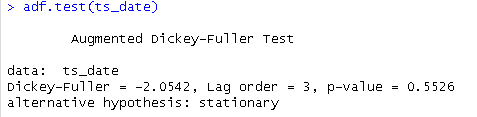 > adf.test(ts_date)
Augmented Dickey-Fuller Test
data:  ts_date
Dickey-Fuller = -2.0542, Lag order = 3, p-value = 0.5526
alternative hypothesis: stationary